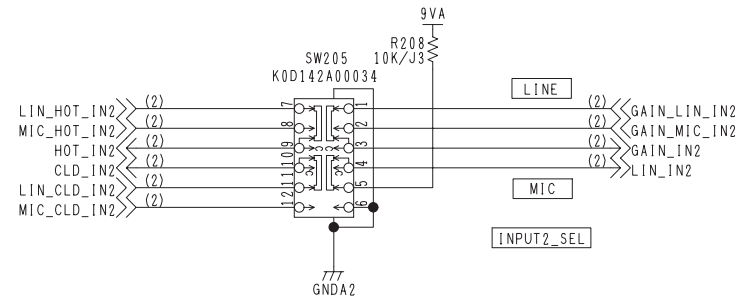 9VA
R208
10K/J3
SW205
K0D142A00034
LINE
LIN_HOT_IN2 (2) 7 1 (2) GAIN_LIN_IN2
MIC_HOT_IN2 (2) 8 2 (2) GAIN_MIC_IN2
HOT_IN2 9 C C 3 (2) GAIN_IN2
CLD_IN2 10 4 (2) LIN_IN2
LIN_CLD_IN2 (2) 11 C C 5
MIC
MIC_CLD_IN2 (2) 12 6
INPUT2_SEL
GNDA2